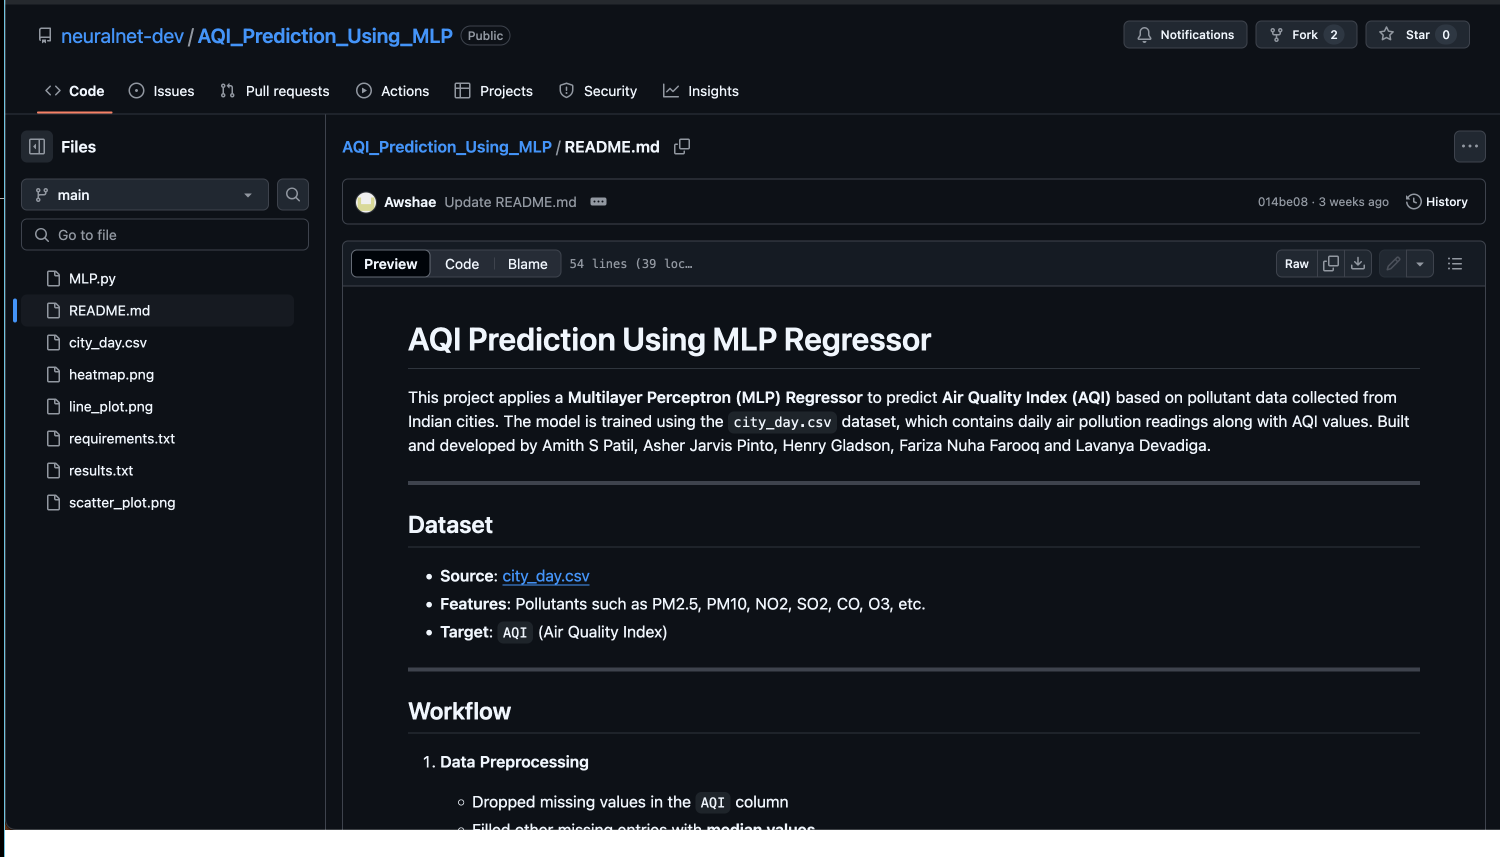 neuralnet-dev / AQI_Prediction_Using_MLP Public
Notifications Fork 2 Star 0
Code Issues Pull requests Actions Projects Security Insights
Files
main
Go to file
MLP.py
README.md
city_day.csv
heatmap.png
line_plot.png
requirements.txt
results.txt
scatter_plot.png
AQI_Prediction_Using_MLP / README.md
Awshae Update README.md 014be08 · 3 weeks ago History
Preview Code Blame 54 lines (39 loc… Raw
AQI Prediction Using MLP Regressor
This project applies a Multilayer Perceptron (MLP) Regressor to predict Air Quality Index (AQI) based on pollutant data collected from
Indian cities. The model is trained using the city_day.csv dataset, which contains daily air pollution readings along with AQI values. Built
and developed by Amith S Patil, Asher Jarvis Pinto, Henry Gladson, Fariza Nuha Farooq and Lavanya Devadiga.
Dataset
• Source: city_day.csv
• Features: Pollutants such as PM2.5, PM10, NO2, SO2, CO, O3, etc.
• Target: AQI (Air Quality Index)
Workflow
1. Data Preprocessing
○ Dropped missing values in the AQI column
○ Filled other missing entries with median values